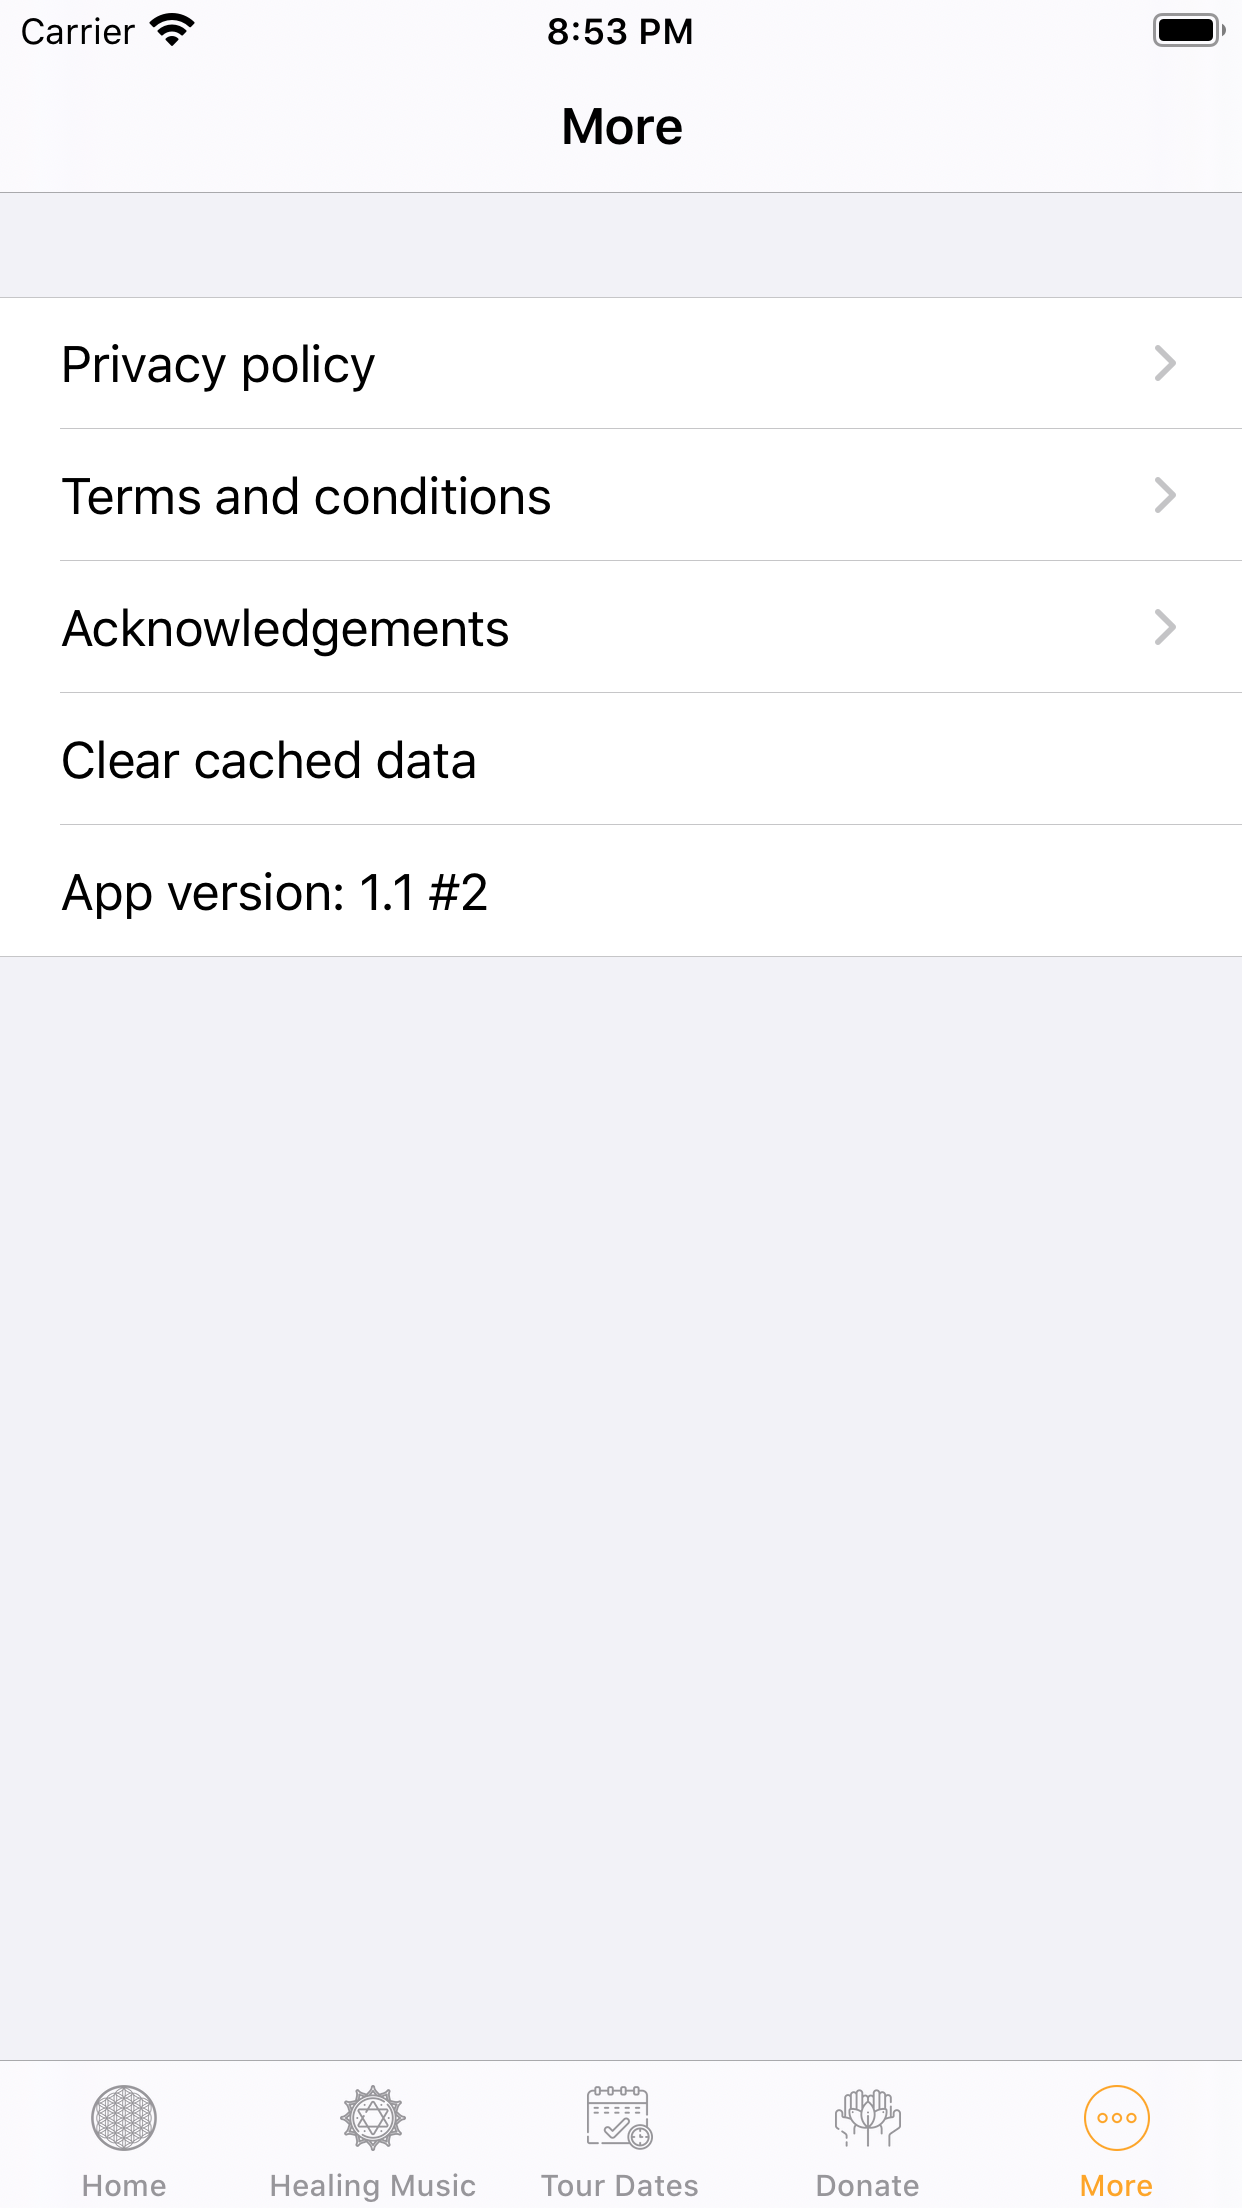 Carrier 8:53 PM
More
Privacy policy
Terms and conditions
Acknowledgements
Clear cached data
App version: 1.1 #2
Home Healing Music Tour Dates Donate More